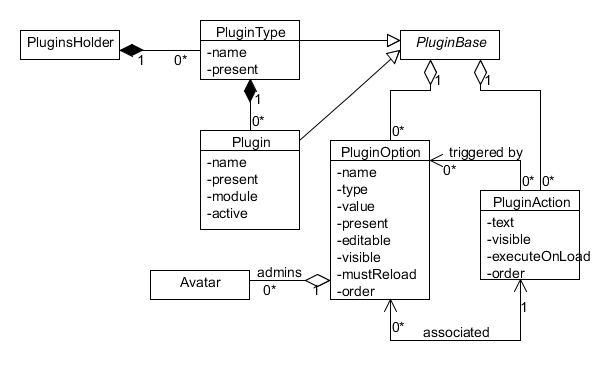 PluginsHolder
1
0*
PluginType
-name
-present
PluginBase
1
1
1
0*
0*
Plugin
-name
-present
-module
-active
PluginOption
-name
-type
-value
-present
-editable
-visible
-mustReload
-order
triggered by
0*
0*
0*
PluginAction
-text
-visible
-executeOnLoad
-order
Avatar
admins
0*
1
0*
associated
1